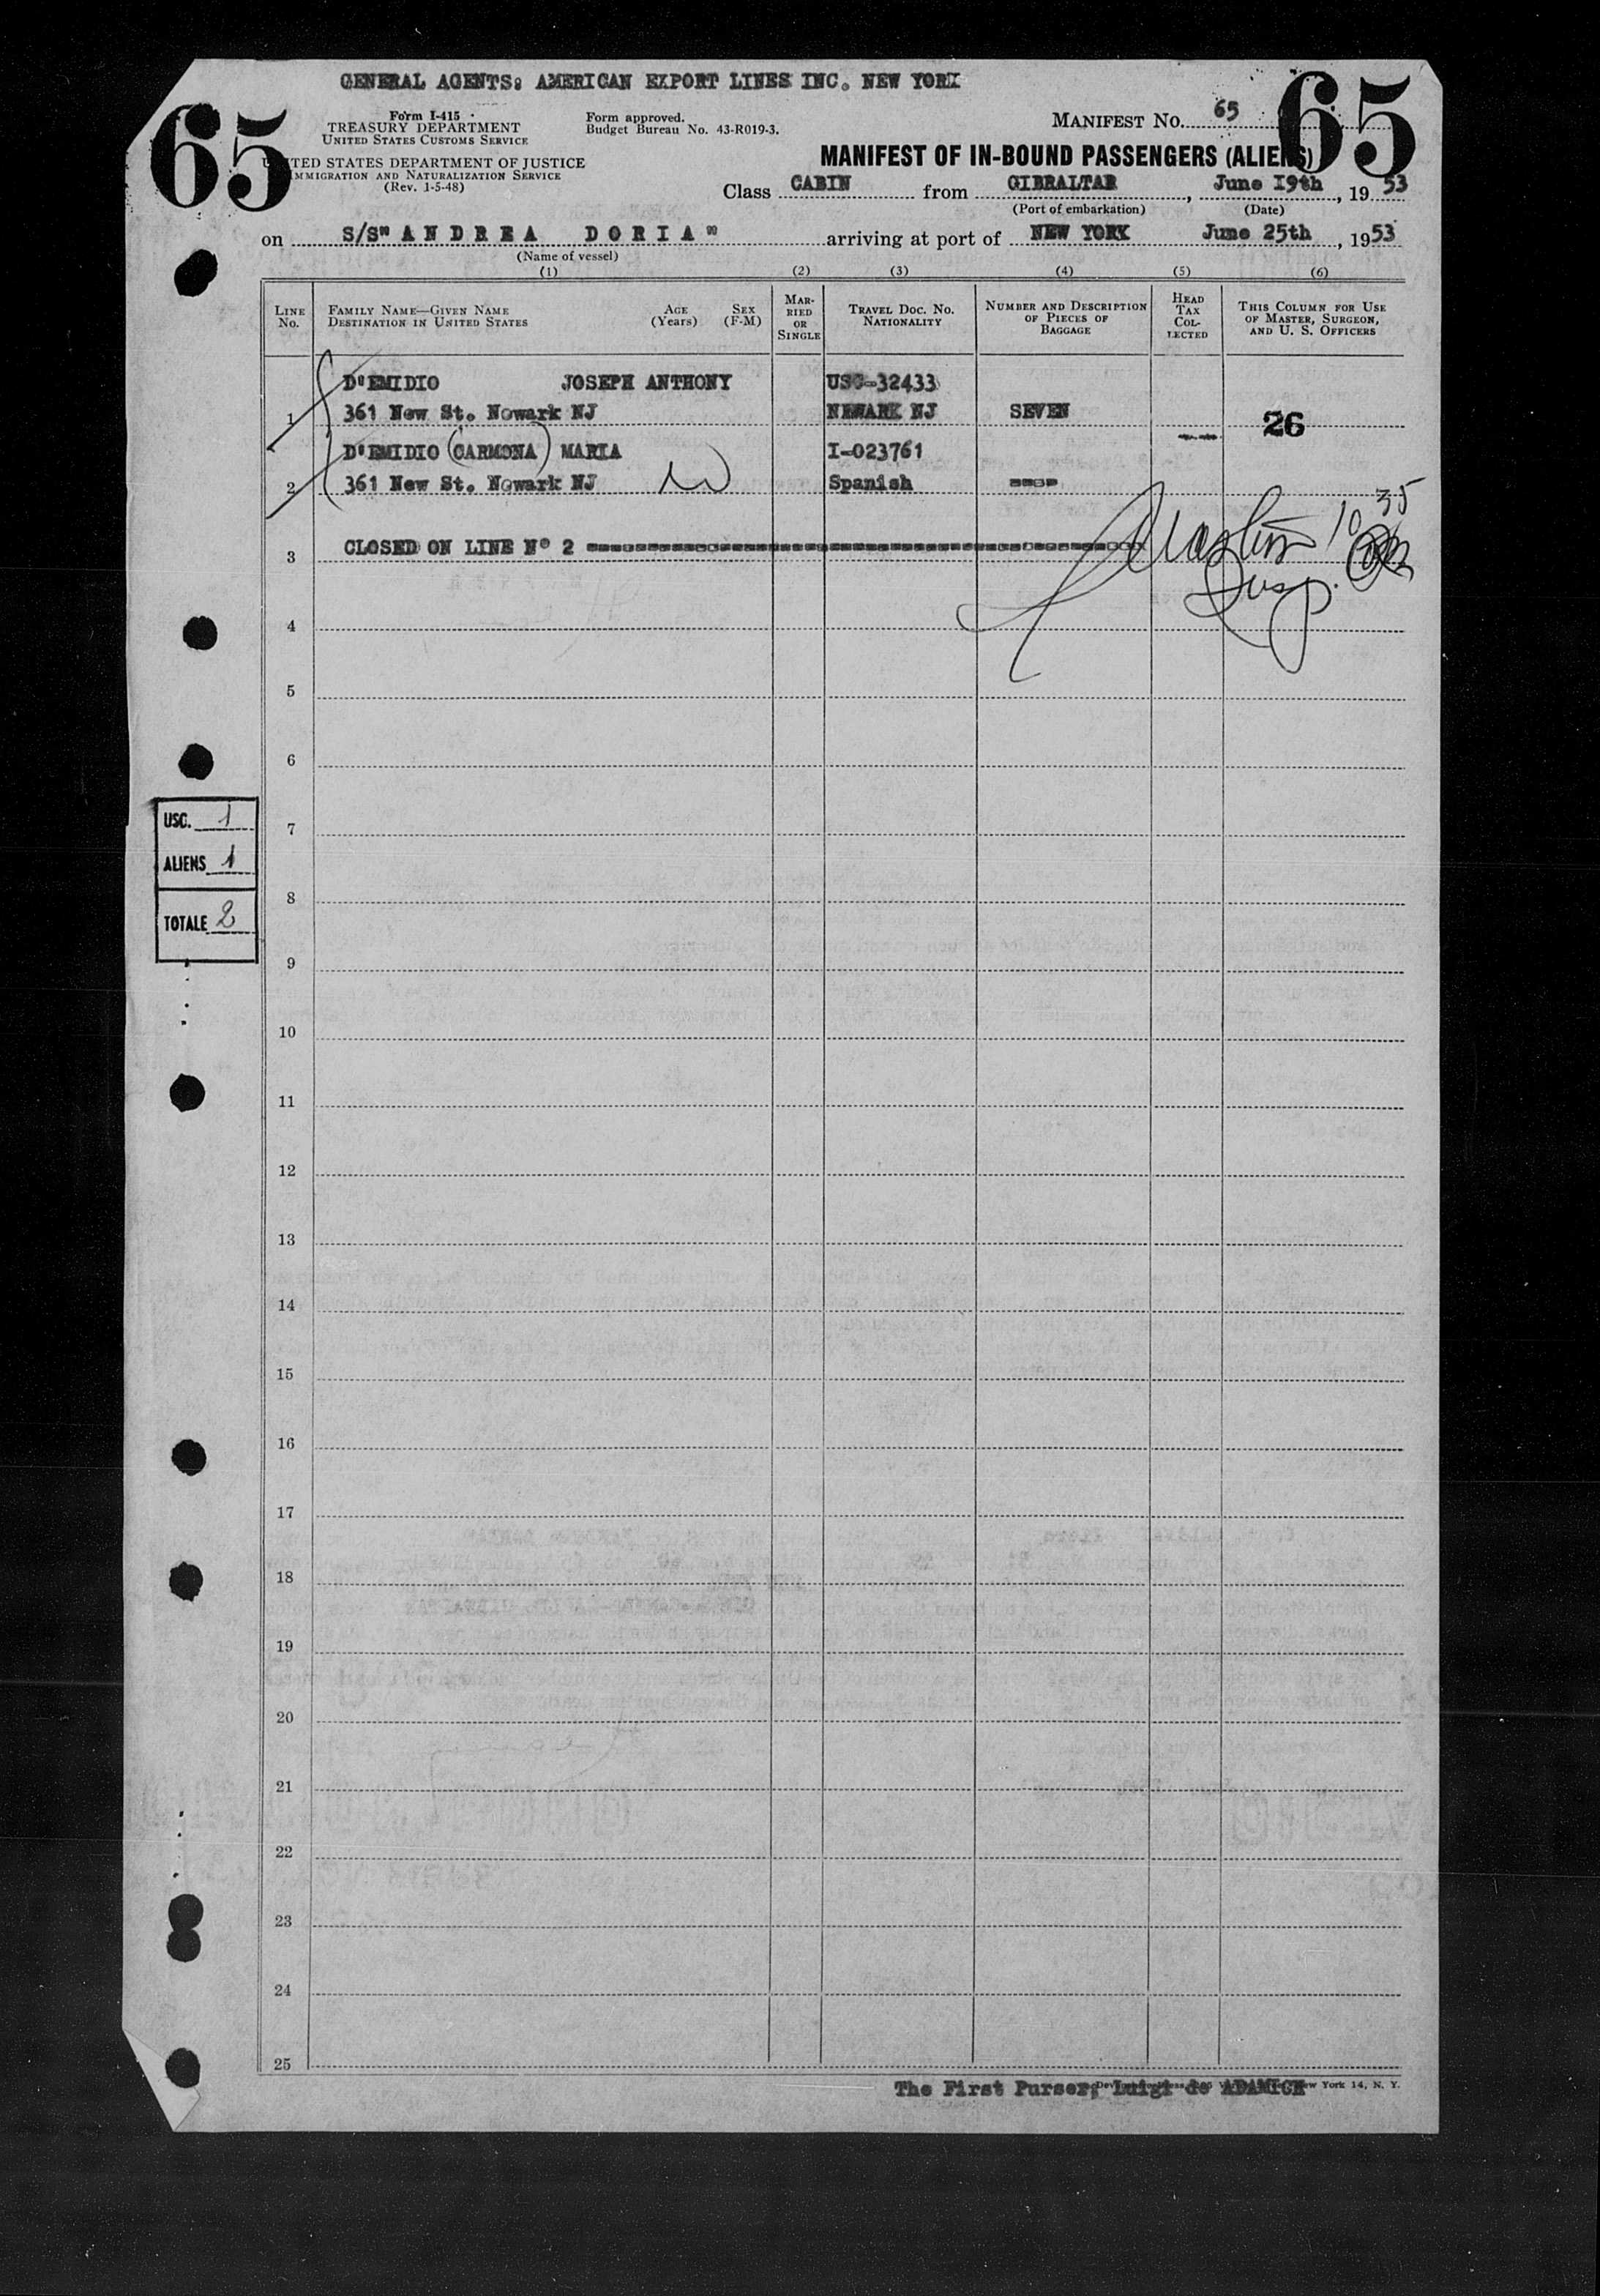 GENERAL AGENTS: AMERICAN EXPORT LINES INC. NEW YORK
65
65
Form I-415
TREASURY DEPARTMENT
UNITED STATES CUSTOMS SERVICE
UNITED STATES DEPARTMENT OF JUSTICE
IMMIGRATION AND NATURALIZATION SERVICE
(Rev. 1-5-48)
Form approved.
Budget Bureau No. 43-R019-3.
MANIFEST NO. 65
MANIFEST OF IN-BOUND PASSENGERS (ALIENS)
Class CABIN from GIBRALTAR, June 19th, 1953
(Port of embarkation) (Date)
on S/S" ANDREA DORIA" arriving at port of NEW YORK June 25th, 1953
(Name of vessel)
(1) (2) (3) (4) (5) (6)
LINE NO.
FAMILY NAME—GIVEN NAME
DESTINATION IN UNITED STATES
AGE (Years)
SEX (F-M)
MARRIED OR SINGLE
TRAVEL DOC. NO.
NATIONALITY
NUMBER AND DESCRIPTION
OF PIECES OF
BAGGAGE
HEAD TAX COLLECTED
THIS COLUMN FOR USE
OF MASTER, SURGEON,
AND U. S. OFFICERS
D'EMIDIO JOSEPH ANTHONY USC-32433
1 361 New St. Nowark NJ NEWARK NJ SEVEN -- -- 26
D'EMIDIO (CARMONA) MARIA I-023761
2 361 New St. Nowark NJ Spanish ----
3 CLOSED ON LINE N° 2
10 35
Insp.
4
5
6
7
8
9
10
11
12
13
14
15
16
17
18
19
20
21
22
23
24
25
USC. 1
ALIENS 1
TOTALE 2
The First Purser, Luigi de ADAMICH
New York 14, N. Y.